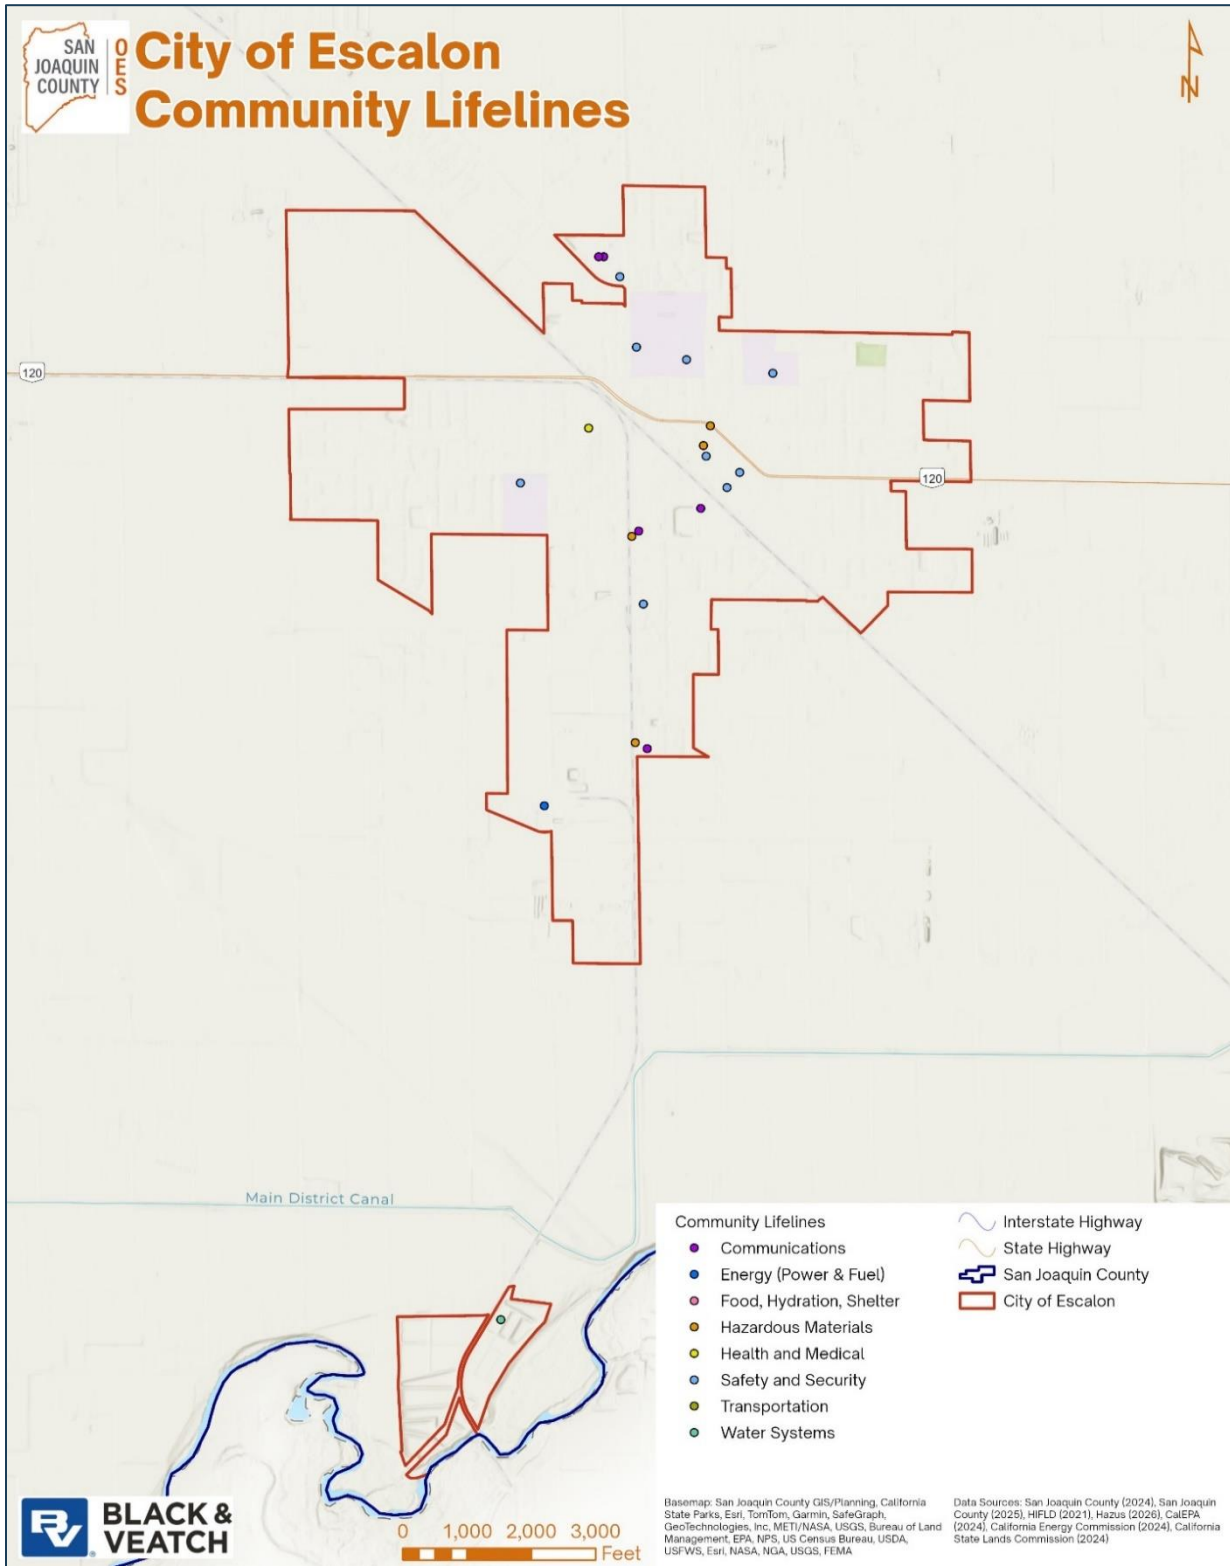 SAN
JOAQUIN
COUNTY
OES
City of Escalon
Community Lifelines
N
120
120
Main District Canal
Community Lifelines
Communications
Energy (Power & Fuel)
Food, Hydration, Shelter
Hazardous Materials
Health and Medical
Safety and Security
Transportation
Water Systems
Interstate Highway
State Highway
San Joaquin County
City of Escalon
BV
BLACK &
VEATCH
0 1,000 2,000 3,000
Feet
Basemap: San Joaquin County GIS/Planning, California
State Parks, Esri, TomTom, Garmin, SafeGraph,
GeoTechnologies, Inc, METI/NASA, USGS, Bureau of Land
Management, EPA, NPS, US Census Bureau, USDA,
USFWS, Esri, NASA, NGA, USGS, FEMA
Data Sources: San Joaquin County (2024), San Joaquin
County (2025), HIFLD (2021), Hazus (2026), CalEPA
(2024), California Energy Commission (2024), California
State Lands Commission (2024)